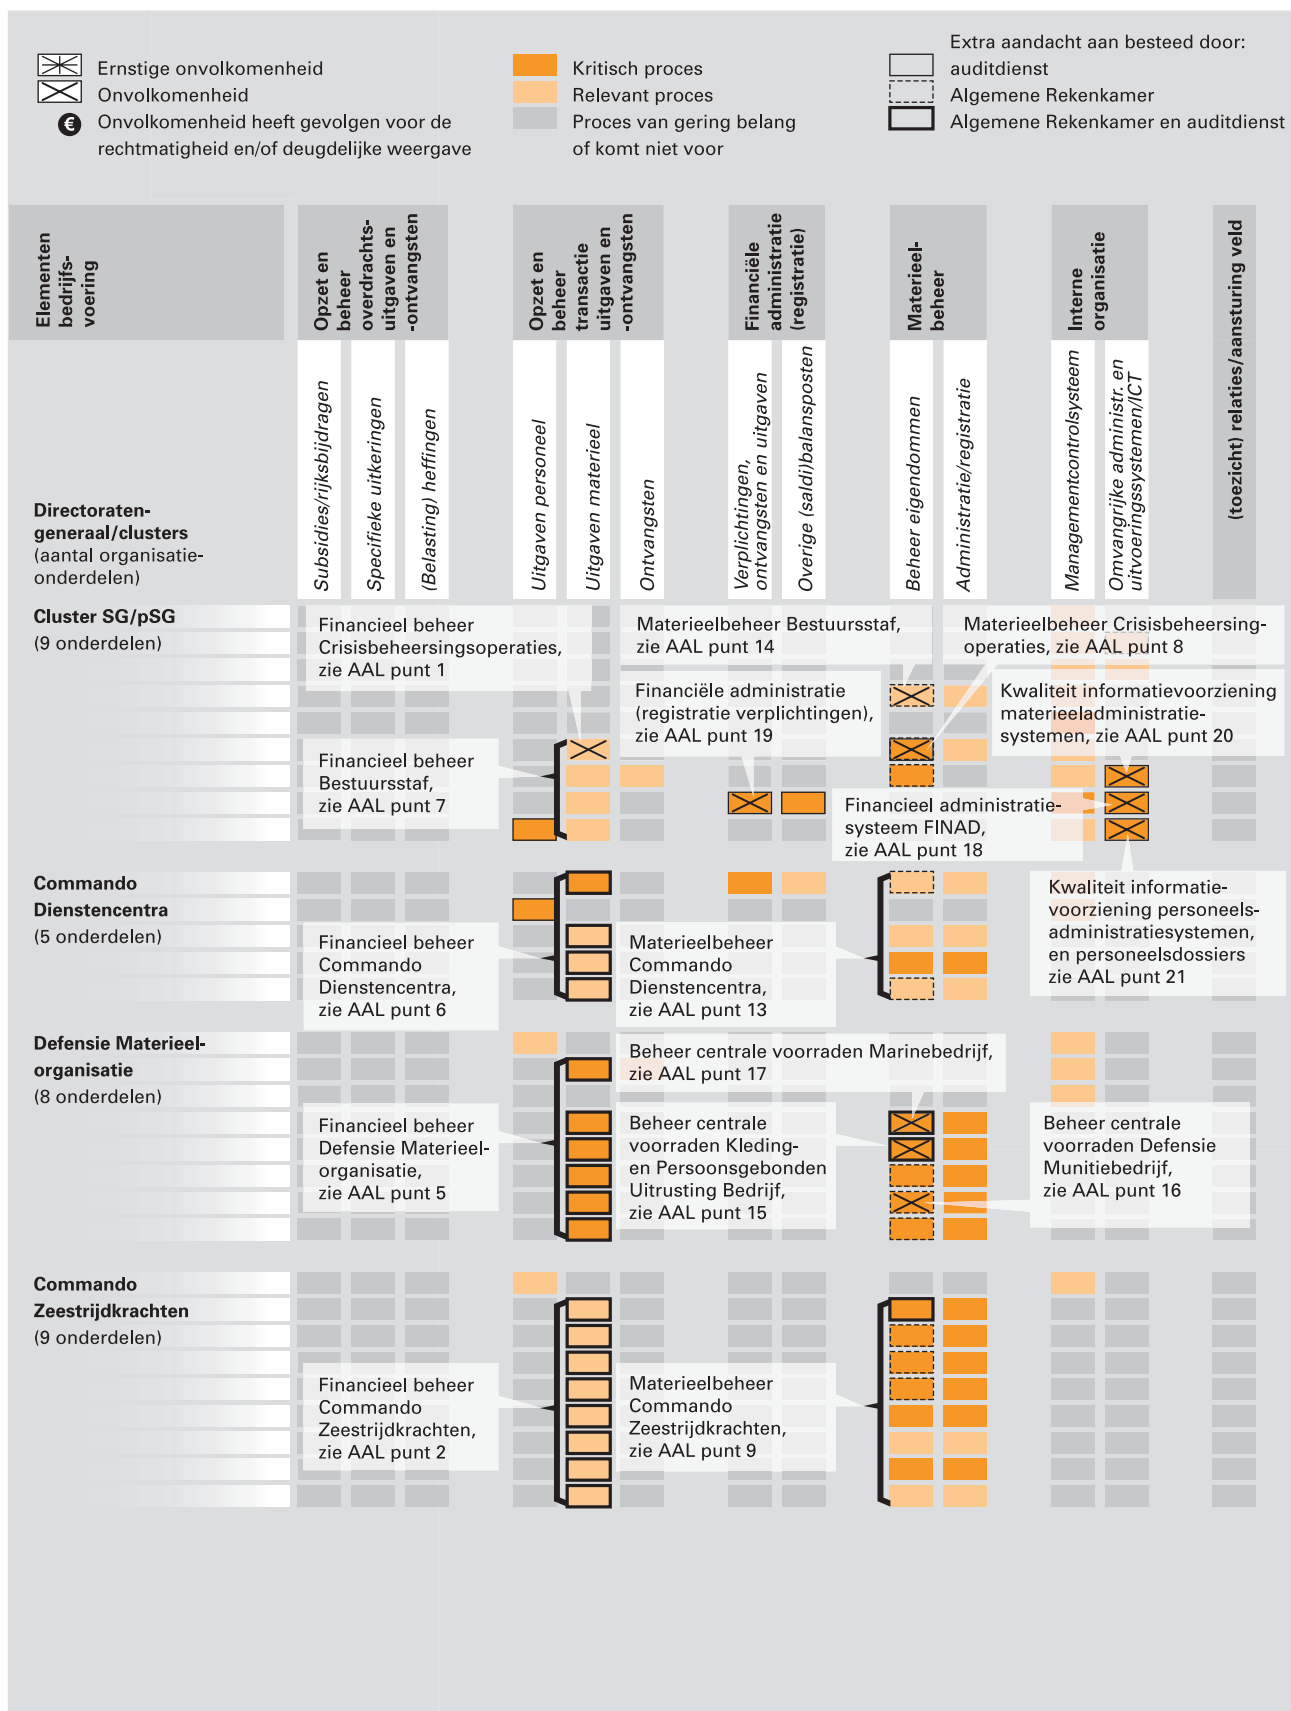 Ernstige onvolkomenheid
Onvolkomenheid
€ Onvolkomenheid heeft gevolgen voor de
rechtmatigheid en/of deugdelijke weergave
Kritisch proces
Relevant proces
Proces van gering belang
of komt niet voor
Extra aandacht aan besteed door:
auditdienst
Algemene Rekenkamer
Algemene Rekenkamer en auditdienst
Elementen
bedrijfs-
voering
Opzet en
beheer
overdrachts-
uitgaven en
-ontvangsten
Opzet en
beheer
transactie
uitgaven en
-ontvangsten
Financiële
administratie
(registratie)
Materieel-
beheer
Interne
organisatie
(toezicht) relaties/aansturing veld
Directoraten-
generaal/clusters
(aantal organisatie-
onderdelen)
Subsidies/rijksbijdragen
Specifieke uitkeringen
(Belasting) heffingen
Uitgaven personeel
Uitgaven materieel
Ontvangsten
Verplichtingen,
ontvangsten en uitgaven
Overige (saldi)balansposten
Beheer eigendommen
Administratie/registratie
Managementcontrolsysteem
Omvangrijke administr. en
uitvoeringssystemen/ICT
Cluster SG/pSG
(9 onderdelen)
Financieel beheer
Crisisbeheersingsoperaties,
zie AAL punt 1
Materieelbeheer Bestuursstaf,
zie AAL punt 14
Materieelbeheer Crisisbeheersing-
operaties, zie AAL punt 8
Financiële administratie
(registratie verplichtingen),
zie AAL punt 19
Kwaliteit informatievoorziening
materieeladministratie-
systemen, zie AAL punt 20
Financieel beheer
Bestuursstaf,
zie AAL punt 7
Financieel administratie-
systeem FINAD,
zie AAL punt 18
Commando
Dienstencentra
(5 onderdelen)
Financieel beheer
Commando
Dienstencentra,
zie AAL punt 6
Materieelbeheer
Commando
Dienstencentra,
zie AAL punt 13
Kwaliteit informatie-
voorziening personeels-
administratiesystemen,
en personeelsdossiers
zie AAL punt 21
Defensie Materieel-
organisatie
(8 onderdelen)
Beheer centrale voorraden Marinebedrijf,
zie AAL punt 17
Financieel beheer
Defensie Materieel-
organisatie,
zie AAL punt 5
Beheer centrale
voorraden Kleding-
en Persoonsgebonden
Uitrusting Bedrijf,
zie AAL punt 15
Beheer centrale
voorraden Defensie
Munitiebedrijf,
zie AAL punt 16
Commando
Zeestrijdkrachten
(9 onderdelen)
Financieel beheer
Commando
Zeestrijdkrachten,
zie AAL punt 2
Materieelbeheer
Commando
Zeestrijdkrachten,
zie AAL punt 9